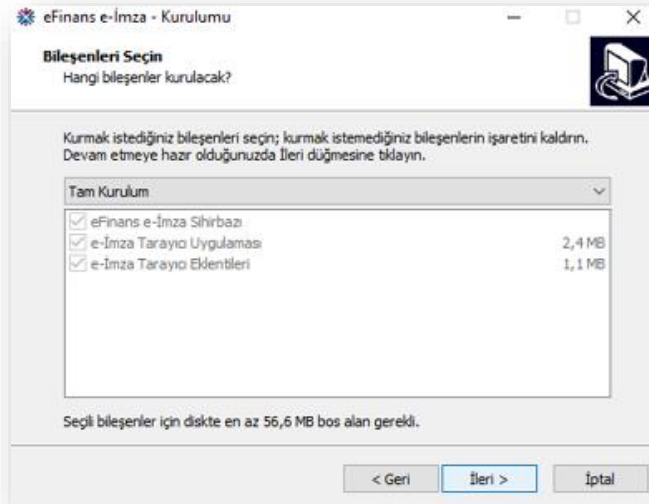 eFinans e-İmza - Kurulumu
Bileşenleri Seçin
Hangi bileşenler kurulacak?
Kurmak istediğiniz bileşenleri seçin; kurmak istemediğiniz bileşenlerin işaretini kaldırın.
Devam etmeye hazır olduğunuzda İleri düğmesine tıklayın.
Tam Kurulum
eFinans e-İmza Sihirbazı
e-İmza Tarayıcı Uygulaması 2,4 MB
e-İmza Tarayıcı Eklentileri 1,1 MB
Seçili bileşenler için diskte en az 56,6 MB bos alan gerekli.
< Geri İleri > İptal